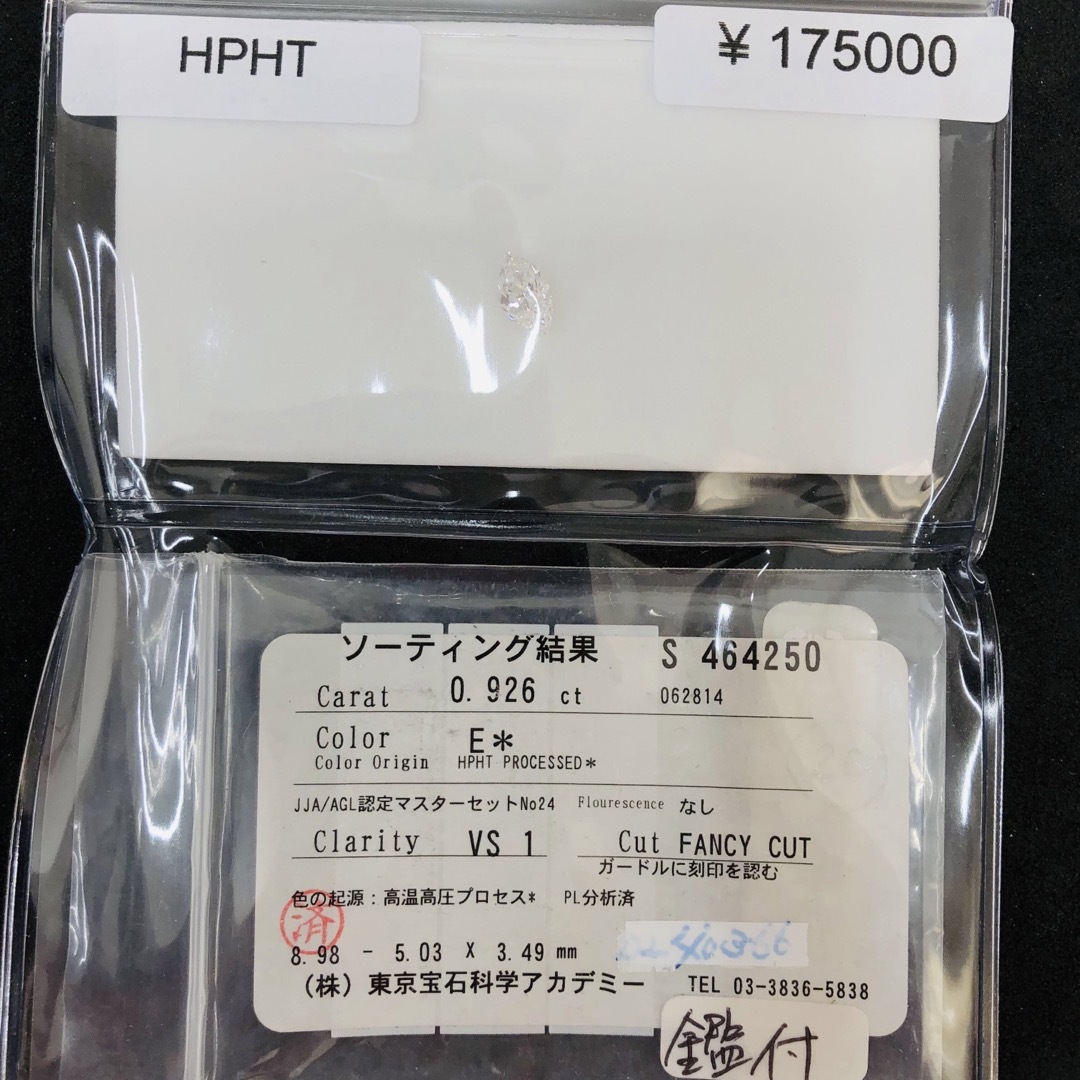 HPHT
¥ 175000
ソーティング結果 S 464250
Carat 0.926 ct 062814
Color E*
Color Origin HPHT PROCESSED*
JJA/AGL認定マスターセットNo24 Flourescence なし
Clarity VS 1 Cut FANCY CUT
ガードルに刻印を認む
色の起源：高温高圧プロセス* PL分析済
済
8.98 - 5.03 X 3.49 mm
(株) 東京宝石科学アカデミー TEL 03-3836-5838
鑑付